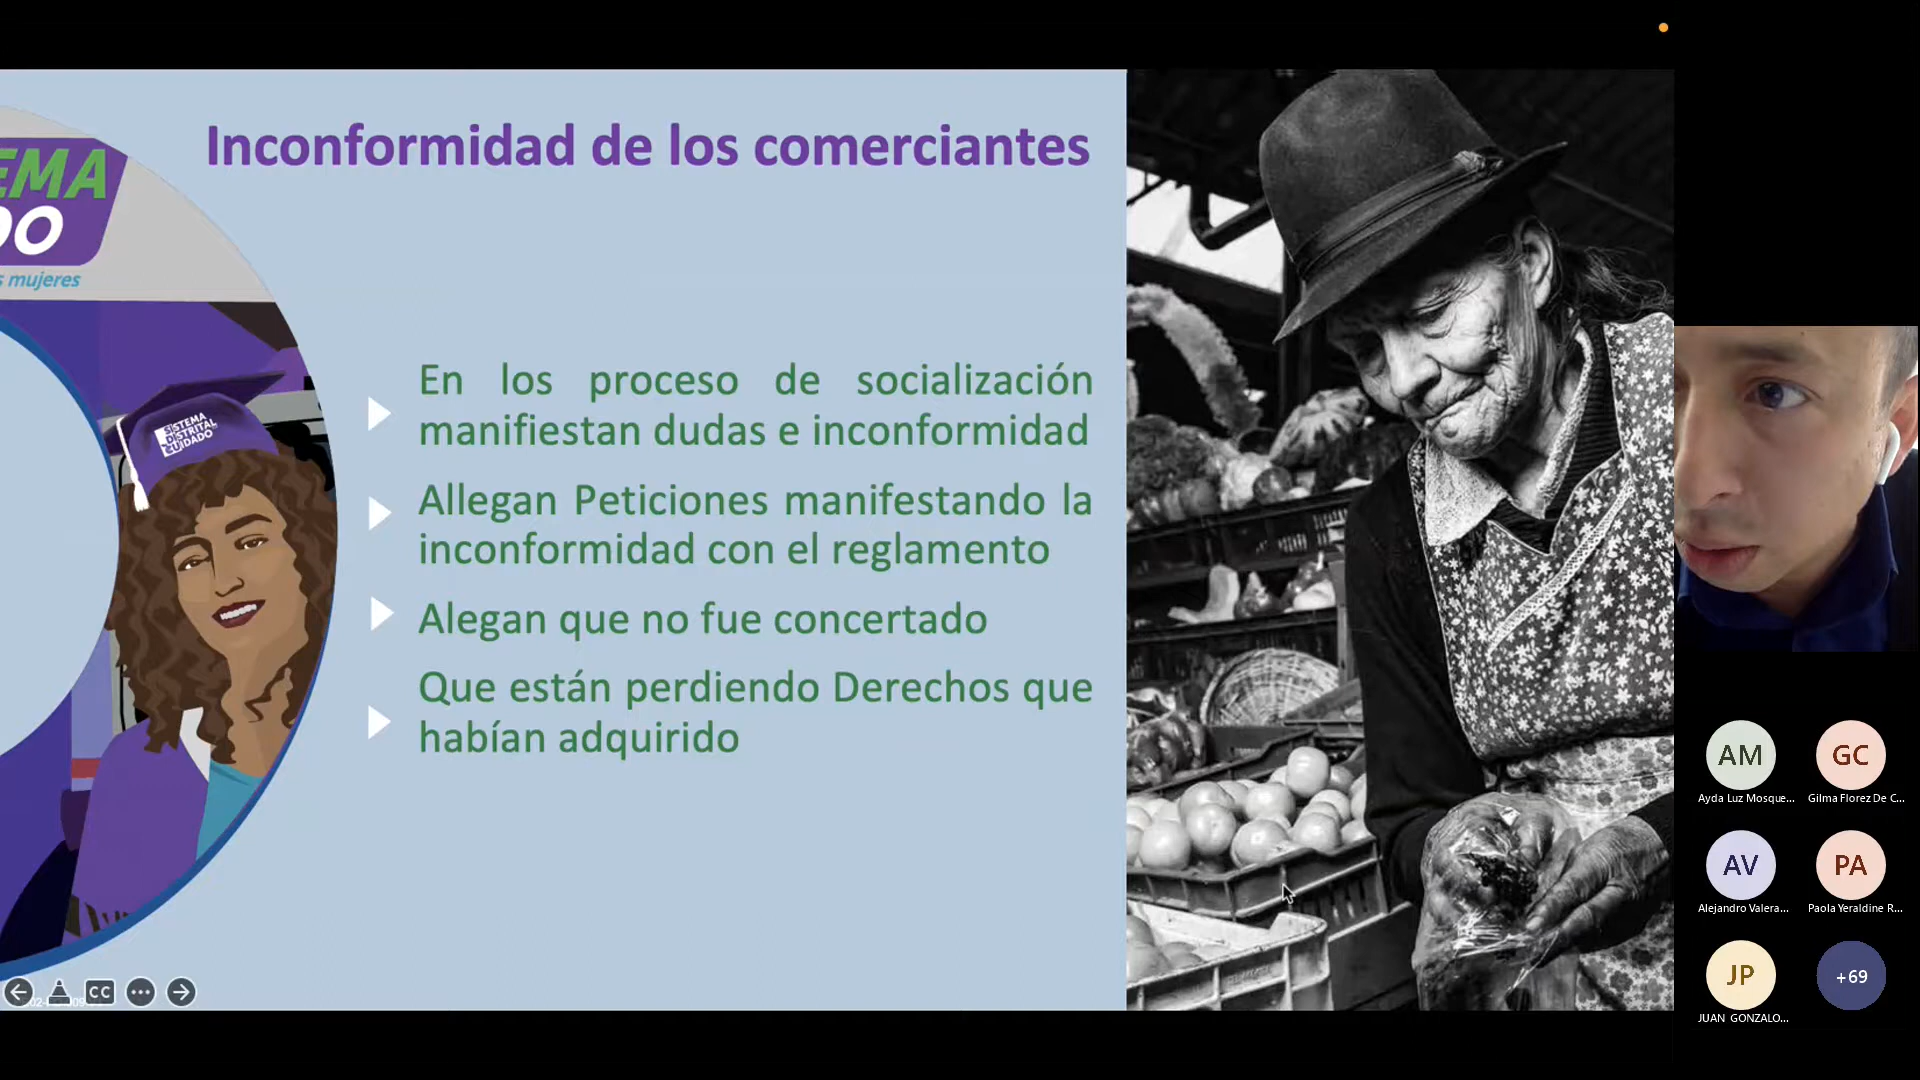 Inconformidad de los comerciantes
EMA
DO
s mujeres
SISTEMA
DISTRITAL
CUIDADO
En los proceso de socialización
manifiestan dudas e inconformidad
Allegan Peticiones manifestando la
inconformidad con el reglamento
Alegan que no fue concertado
Que están perdiendo Derechos que
habían adquirido
CC
AM
GC
Ayda Luz Mosque...
Gilma Florez De C...
AV
PA
Alejandro Valera...
Paola Yeraldine R...
JP
+69
JUAN GONZALO...